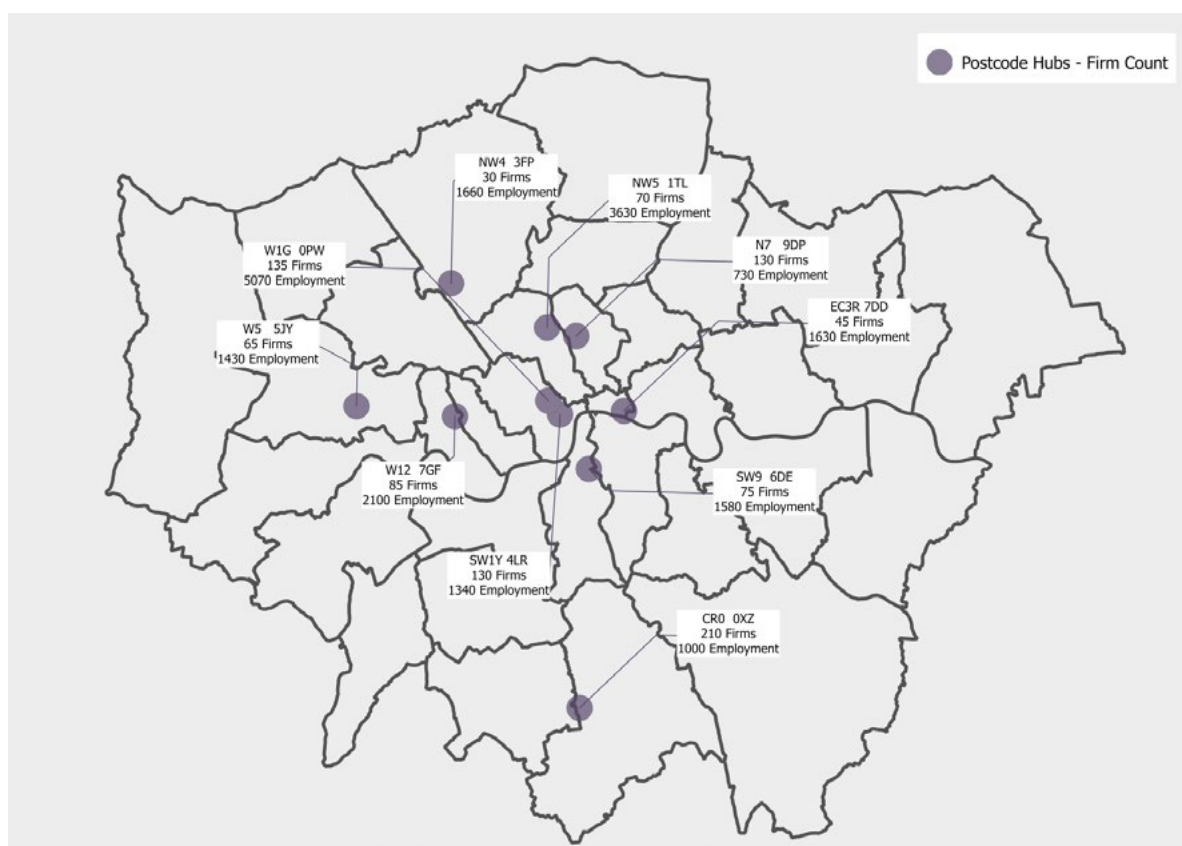 Postcode Hubs - Firm Count
NW4 3FP
30 Firms
1660 Employment
NW5 1TL
70 Firms
3630 Employment
W1G 0PW
135 Firms
5070 Employment
N7 9DP
130 Firms
730 Employment
EC3R 7DD
45 Firms
1630 Employment
W5 5JY
65 Firms
1430 Employment
W12 7GF
85 Firms
2100 Employment
SW9 6DE
75 Firms
1580 Employment
SW1Y 4LR
130 Firms
1340 Employment
CR0 0XZ
210 Firms
1000 Employment